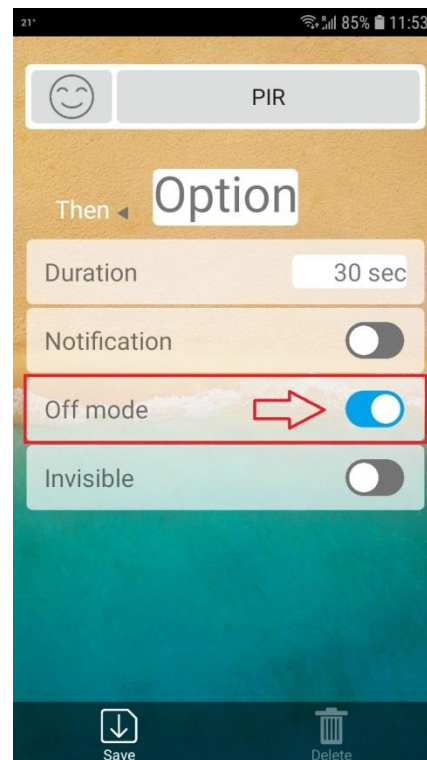 21° 85% 11:53
PIR
Then Option
Duration 30 sec
Notification
Off mode
Invisible
Save Delete